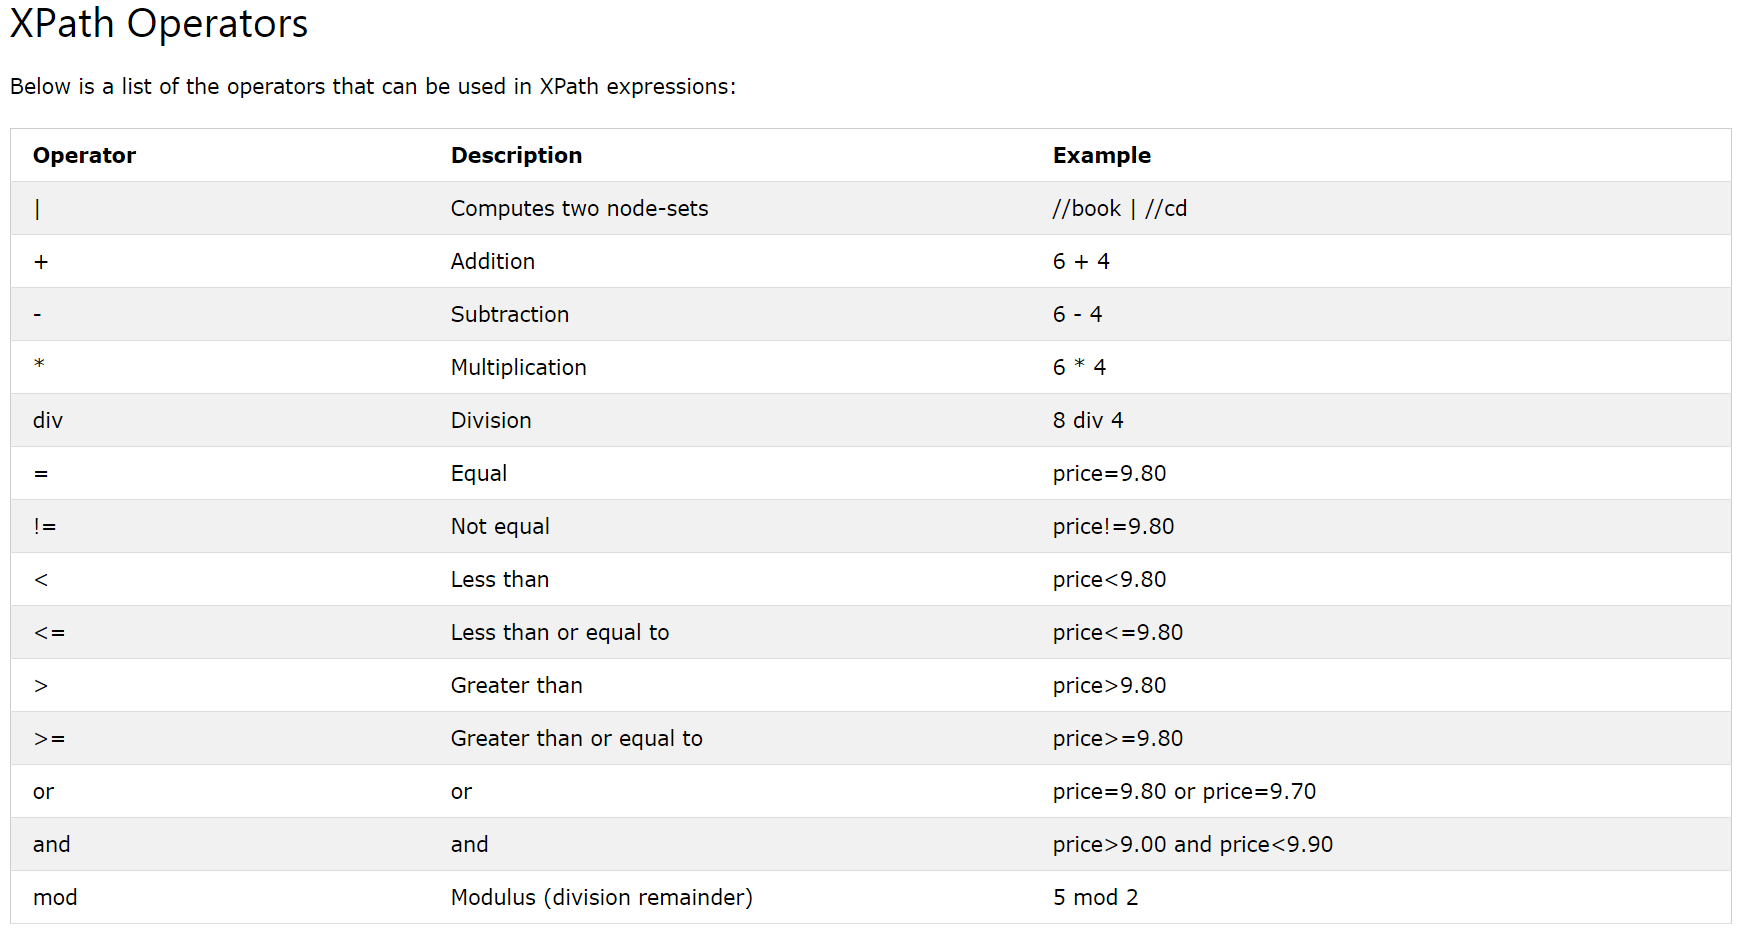 XPath Operators
Below is a list of the operators that can be used in XPath expressions:
Operator Description Example
| Computes two node-sets //book | //cd
+ Addition 6 + 4
- Subtraction 6 - 4
* Multiplication 6 * 4
div Division 8 div 4
= Equal price=9.80
!= Not equal price!=9.80
< Less than price<9.80
<= Less than or equal to price<=9.80
> Greater than price>9.80
>= Greater than or equal to price>=9.80
or or price=9.80 or price=9.70
and and price>9.00 and price<9.90
mod Modulus (division remainder) 5 mod 2